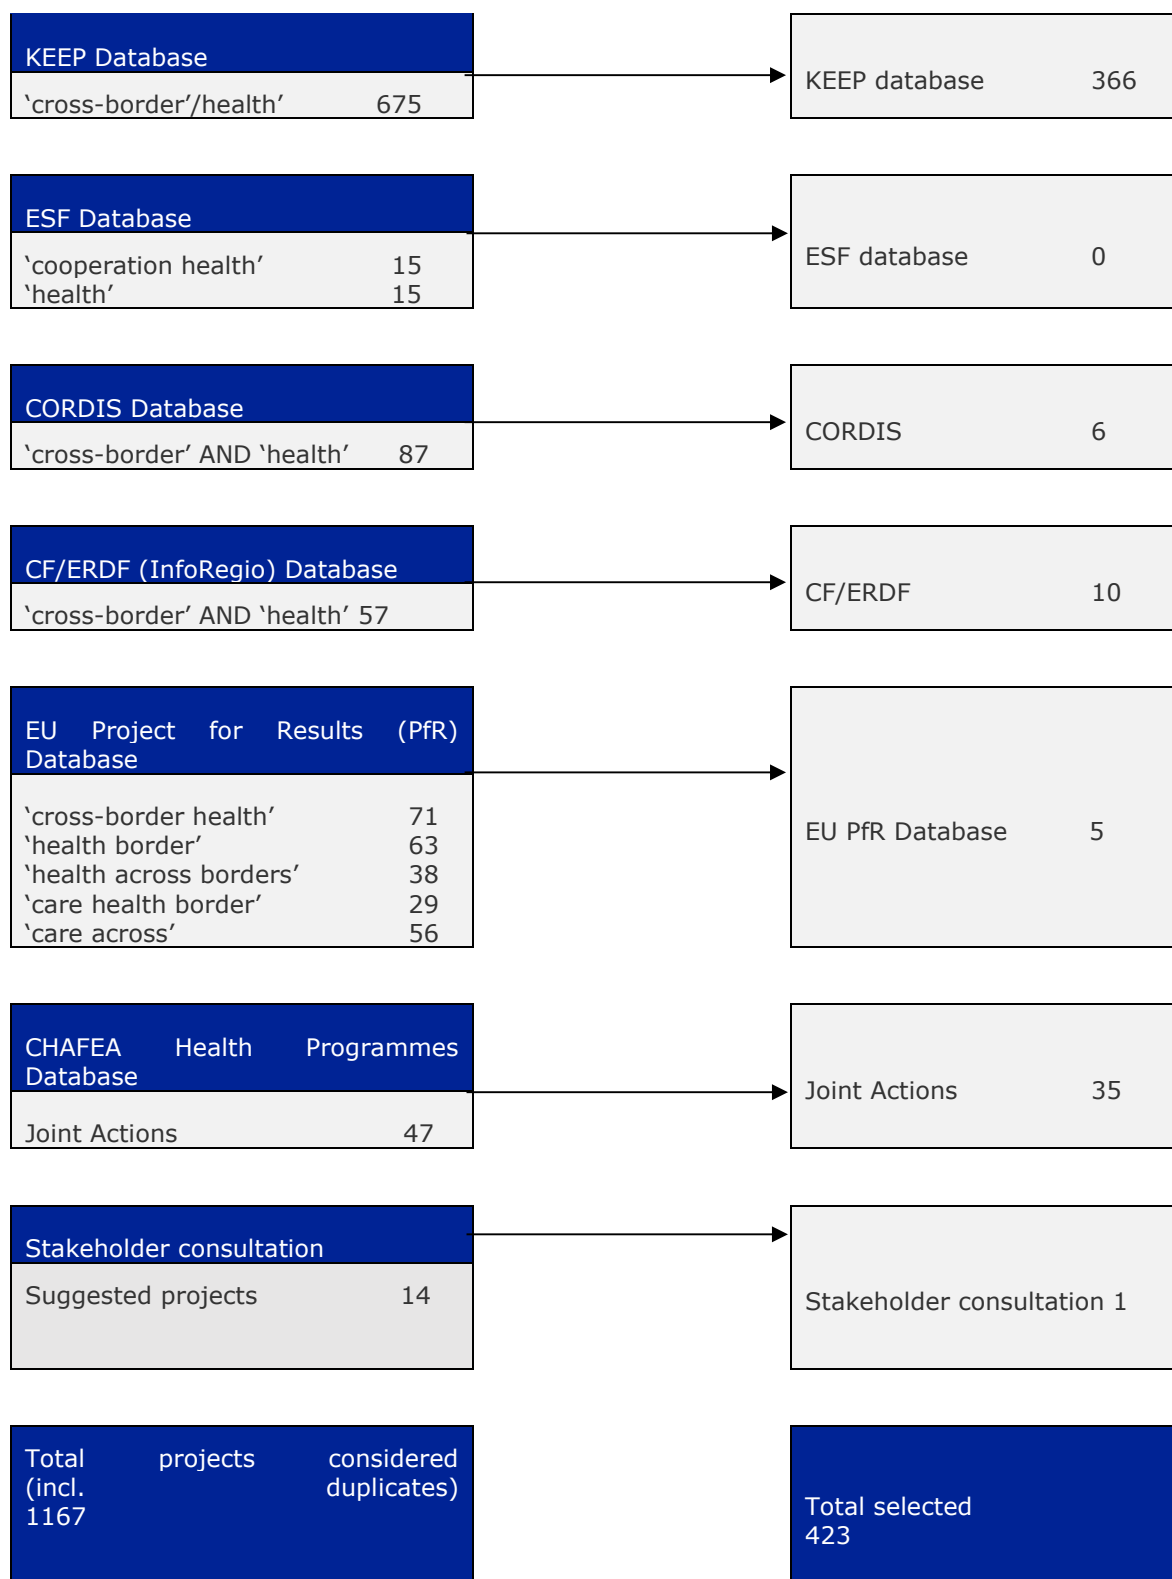 KEEP Database
‘cross-border’/health’ 675
KEEP database 366
ESF Database
‘cooperation health’ 15
‘health’ 15
ESF database 0
CORDIS Database
‘cross-border’ AND ‘health’ 87
CORDIS 6
CF/ERDF (InfoRegio) Database
‘cross-border’ AND ‘health’ 57
CF/ERDF 10
EU Project for Results (PfR)
Database
‘cross-border health’ 71
‘health border’ 63
‘health across borders’ 38
‘care health border’ 29
‘care across’ 56
EU PfR Database 5
CHAFEA Health Programmes
Database
Joint Actions 47
Joint Actions 35
Stakeholder consultation
Suggested projects 14
Stakeholder consultation 1
Total projects considered
(incl. duplicates)
1167
Total selected
423